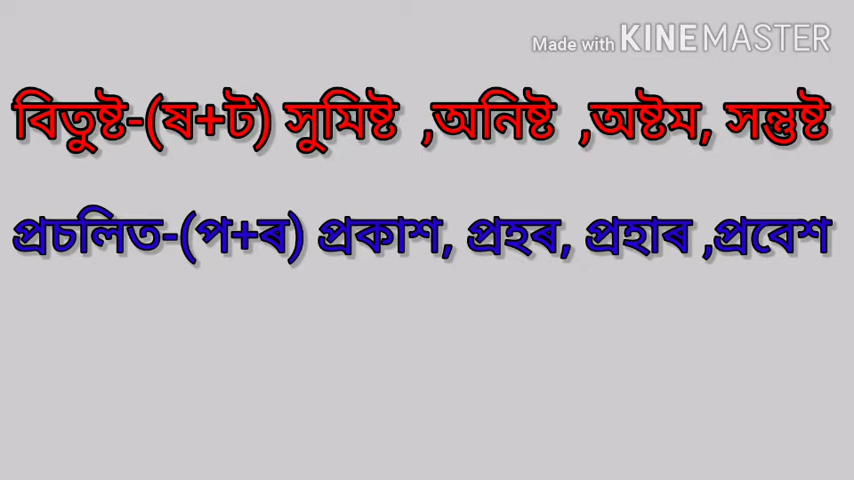 Made with KINEMASTER
বিতুষ্ট-(ষ+ট) সুমিষ্ট ,অনিষ্ট ,অষ্টম, সন্তুষ্ট
প্ৰচলিত-(প+ৰ) প্ৰকাশ, প্ৰহৰ, প্ৰহাৰ ,প্ৰবেশ